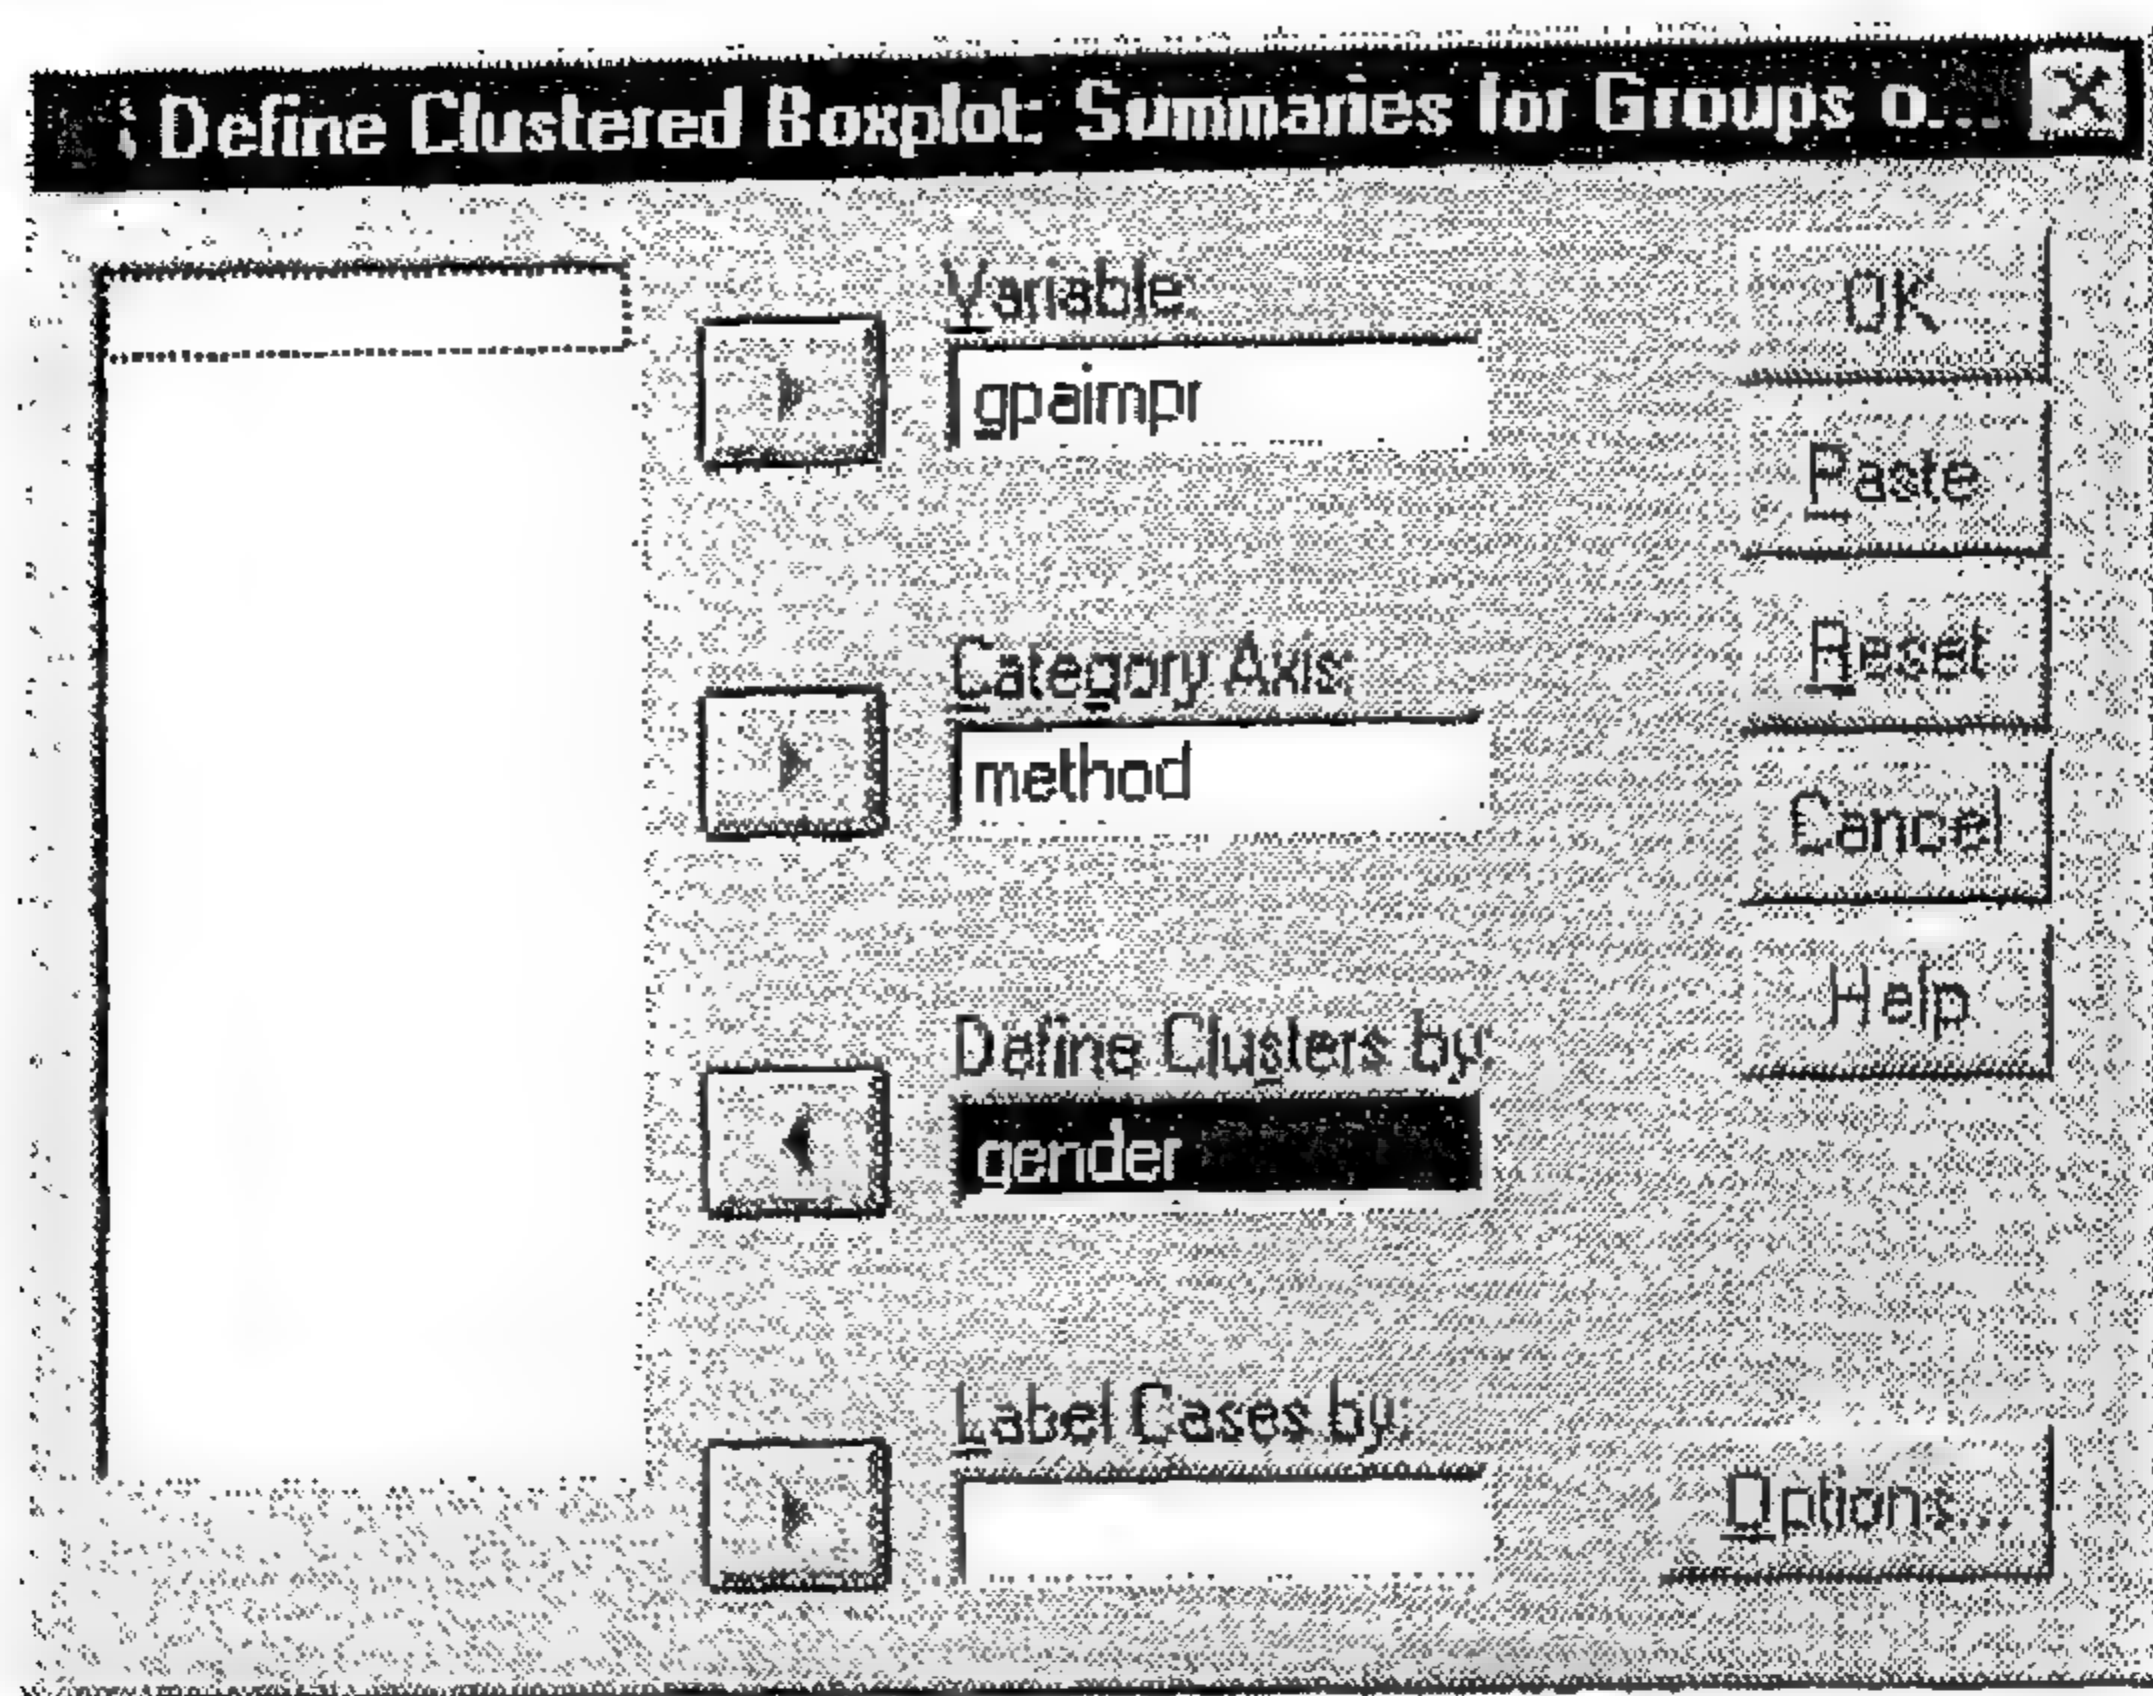 Define Clustered Boxplot: Summaries for Groups o...
Variable:
gpaimpr
OK
Paste
Reset
Category Axis:
method
Cancel
Help
Define Clusters by:
gender
Label Cases by:
Options...